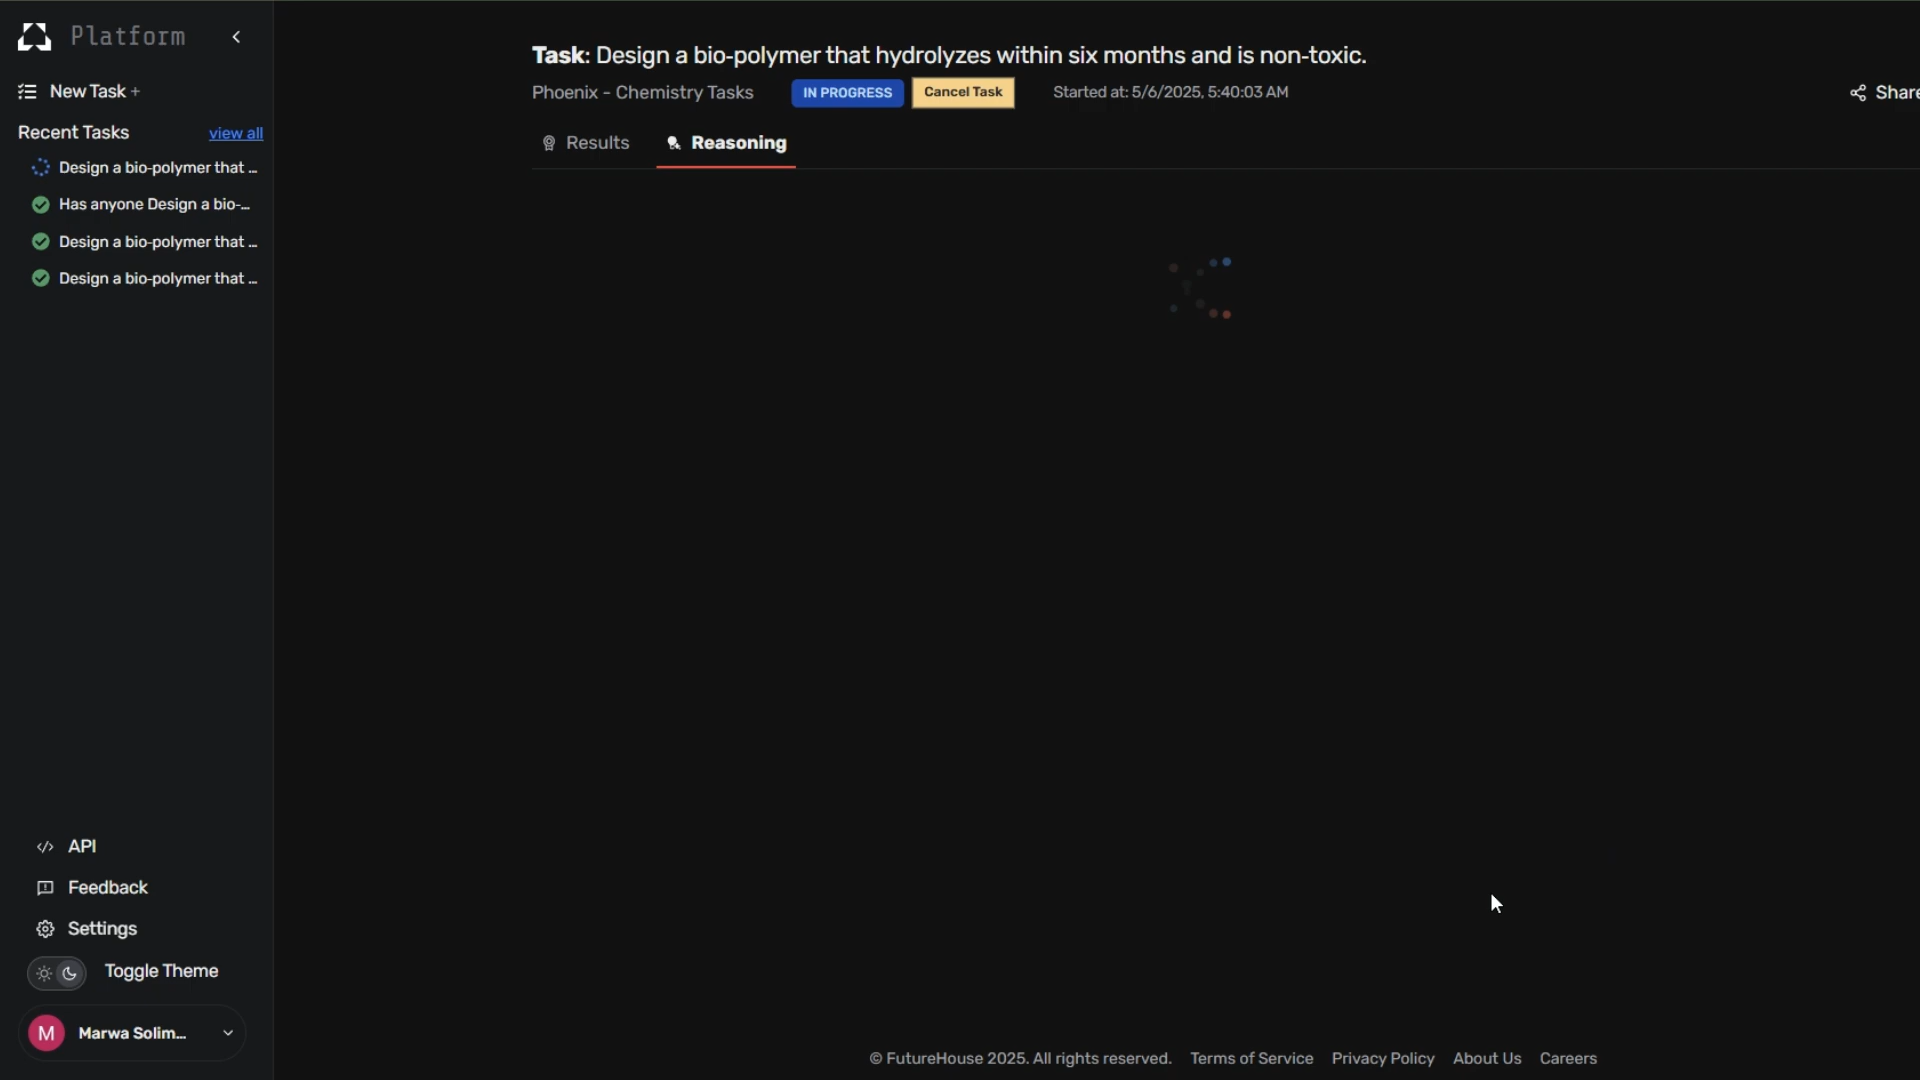 Platform
New Task +
Recent Tasks view all
Design a bio-polymer that ...
Has anyone Design a bio-...
Design a bio-polymer that ...
Design a bio-polymer that ...
API
Feedback
Settings
Toggle Theme
M Marwa Solim...
Task: Design a bio-polymer that hydrolyzes within six months and is non-toxic.
Phoenix - Chemistry Tasks IN PROGRESS Cancel Task Started at: 5/6/2025, 5:40:03 AM Share
Results Reasoning
© FutureHouse 2025. All rights reserved. Terms of Service Privacy Policy About Us Careers